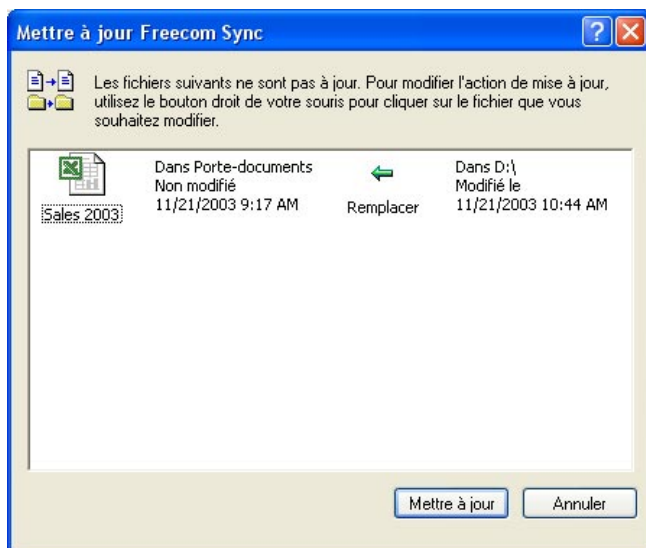 Mettre à jour Freecom Sync
Les fichiers suivants ne sont pas à jour. Pour modifier l'action de mise à jour,
utilisez le bouton droit de votre souris pour cliquer sur le fichier que vous
souhaitez modifier.
Sales 2003
Dans Porte-documents
Non modifié
11/21/2003 9:17 AM
Remplacer
Dans D:\
Modifié le
11/21/2003 10:44 AM
Mettre à jour
Annuler